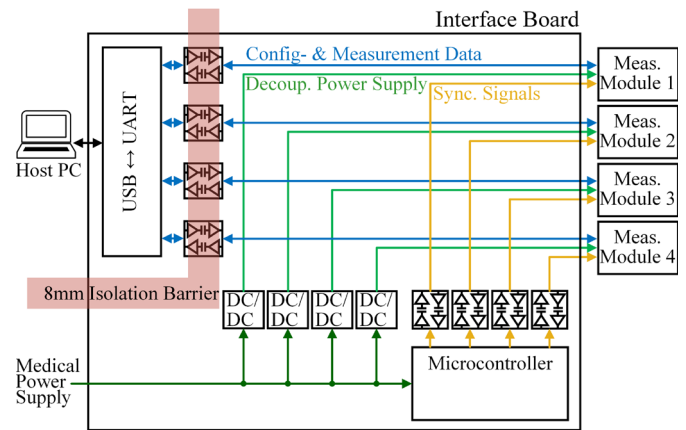 Interface Board
Config- & Measurement Data
Decoup. Power Supply
Sync. Signals
Meas.
Module 1
Meas.
Module 2
Meas.
Module 3
Meas.
Module 4
Host PC
USB ↔ UART
8mm Isolation Barrier
DC/
DC
DC/
DC
DC/
DC
DC/
DC
Medical
Power
Supply
Microcontroller